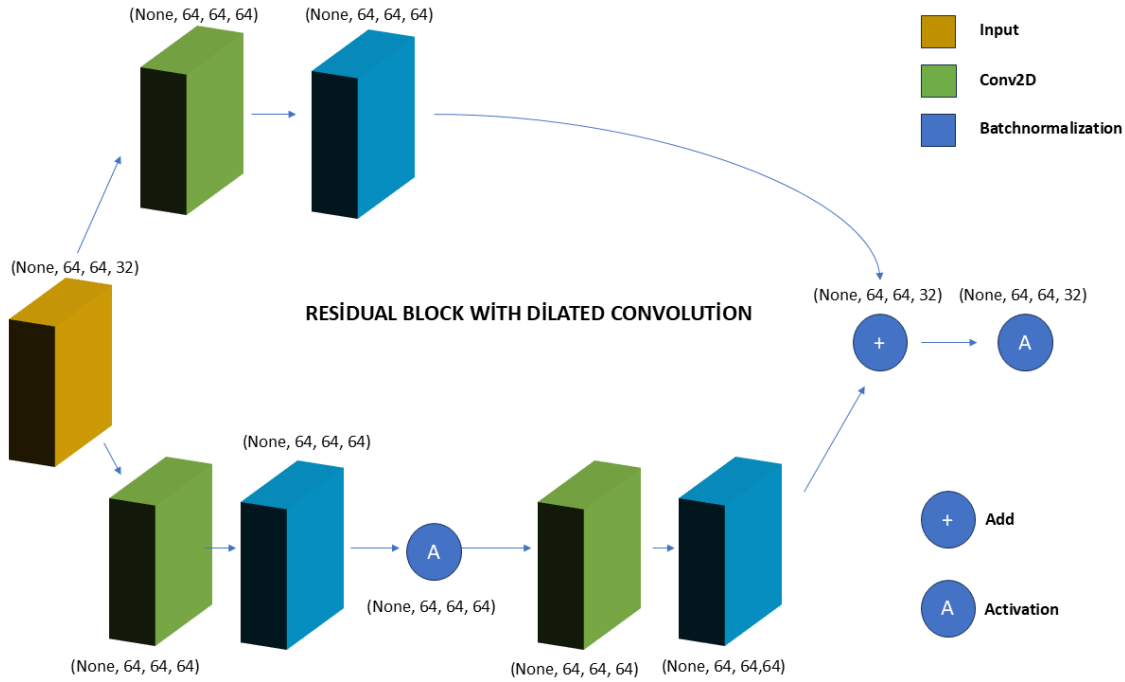 (None, 64, 64, 64)
(None, 64, 64, 64)
Input
Conv2D
Batchnormalization
(None, 64, 64, 32)
RESİDUAL BLOCK WİTH DİLATED CONVOLUTİON
(None, 64, 64, 32)
(None, 64, 64, 32)
+
A
(None, 64, 64, 64)
A
(None, 64, 64, 64)
(None, 64, 64, 64)
(None, 64, 64, 64)
(None, 64, 64,64)
+
Add
A
Activation